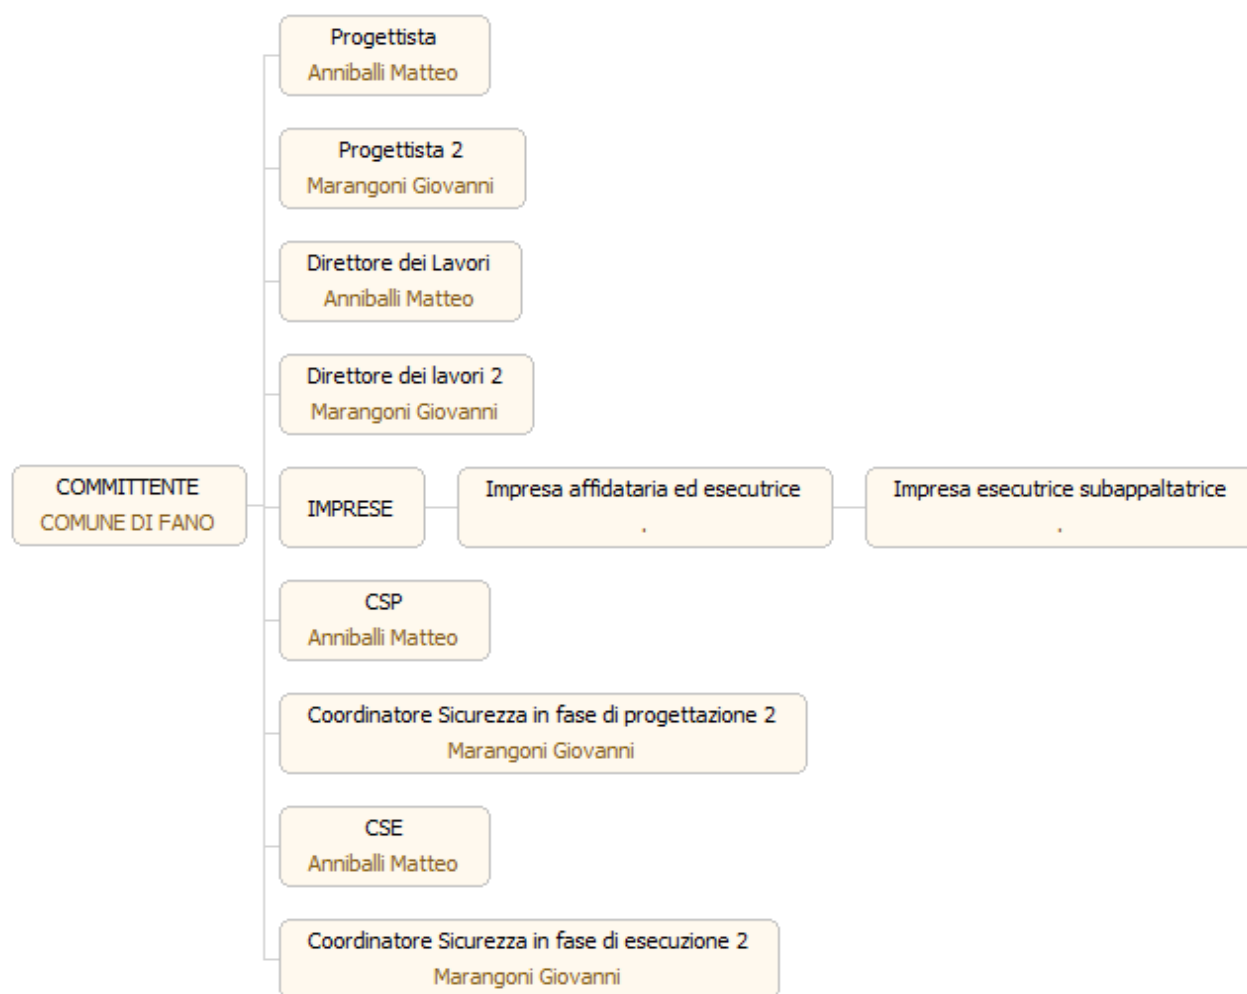 Progettista
Anniballi Matteo
Progettista 2
Marangoni Giovanni
Direttore dei Lavori
Anniballi Matteo
Direttore dei lavori 2
Marangoni Giovanni
COMMITTENTE
COMUNE DI FANO
IMPRESE
Impresa affidataria ed esecutrice
.
Impresa esecutrice subappaltatrice
.
CSP
Anniballi Matteo
Coordinatore Sicurezza in fase di progettazione 2
Marangoni Giovanni
CSE
Anniballi Matteo
Coordinatore Sicurezza in fase di esecuzione 2
Marangoni Giovanni